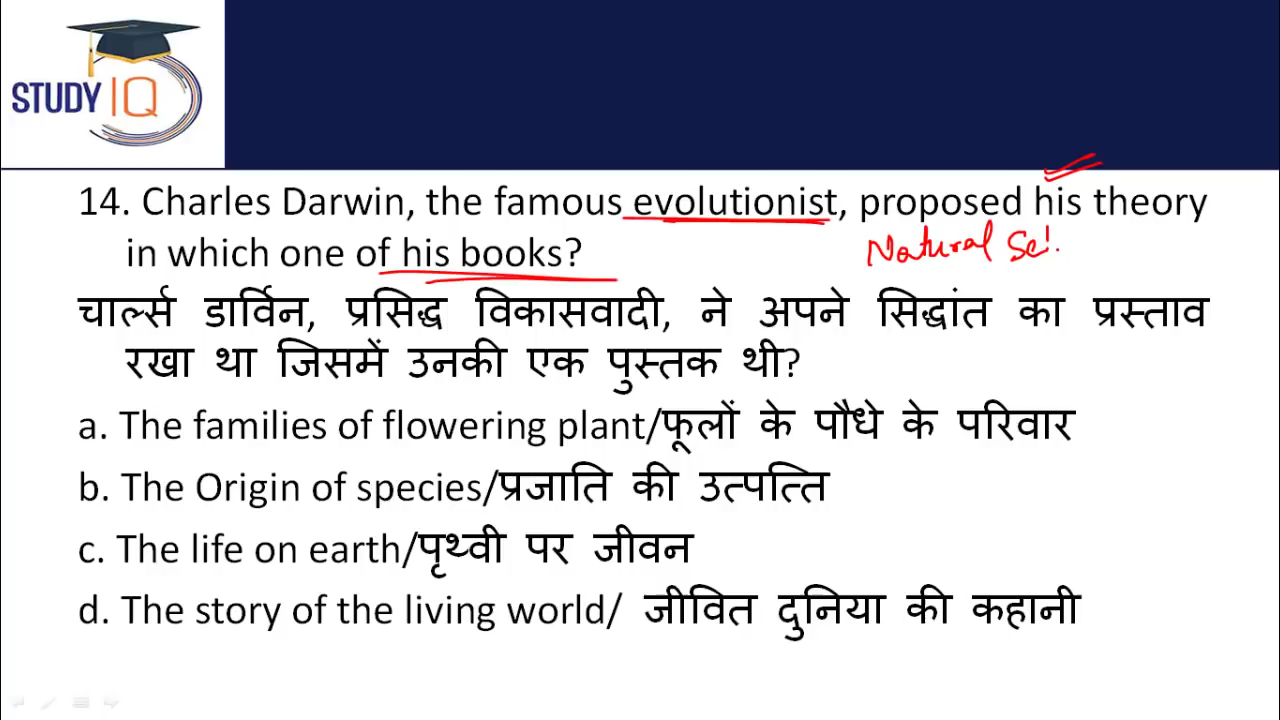 STUDY IQ
14. Charles Darwin, the famous evolutionist, proposed his theory
Natural Sel.
in which one of his books?
चार्ल्स डार्विन, प्रसिद्ध विकासवादी, ने अपने सिद्धांत का प्रस्ताव
रखा था जिसमें उनकी एक पुस्तक थी?
a. The families of flowering plant/फूलों के पौधे के परिवार
b. The Origin of species/प्रजाति की उत्पत्ति
c. The life on earth/पृथ्वी पर जीवन
d. The story of the living world/ जीवित दुनिया की कहानी